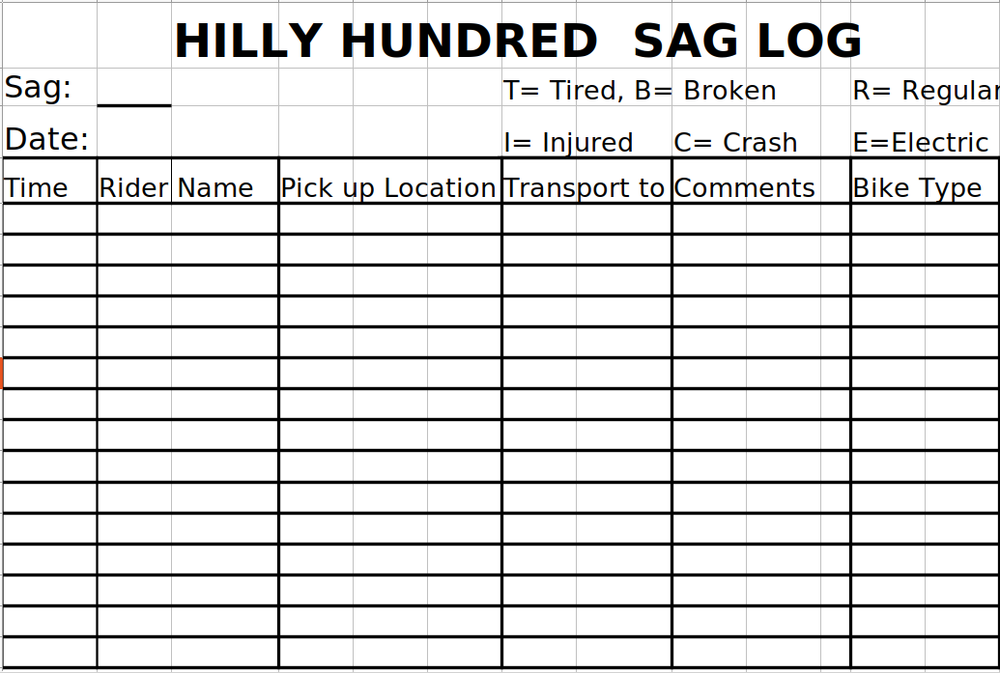 HILLY HUNDRED  SAG LOG
Sag: T= Tired, B= Broken R= Regular
Date: I= Injured C= Crash E=Electric
Time Rider Name Pick up Location Transport to Comments Bike Type